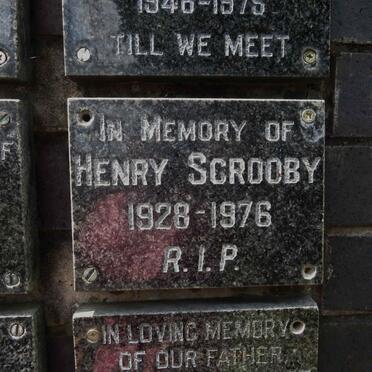 1946-1975
TILL WE MEET
F
IN MEMORY OF
HENRY SCROOBY
1928-1976
R.I.P.
IN LOVING MEMORY
OF OUR FATHER